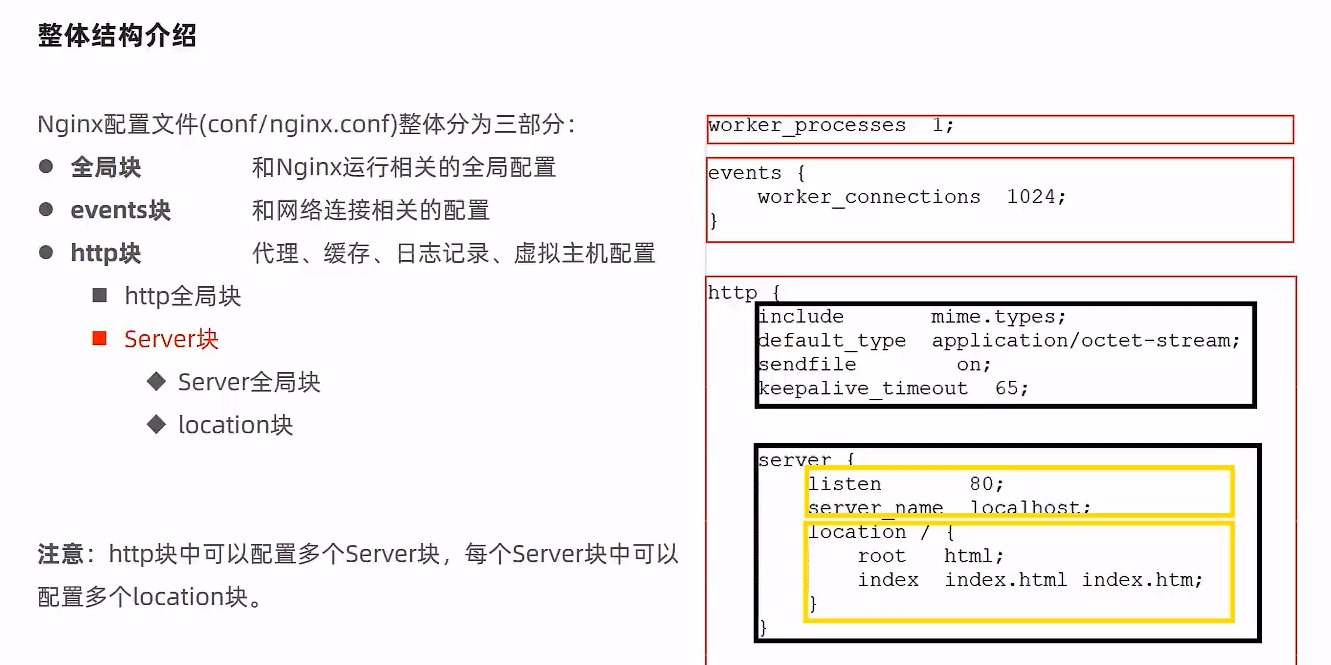 整体结构介绍
Nginx配置文件(conf/nginx.conf)整体分为三部分：
● 全局块 和Nginx运行相关的全局配置
● events块 和网络连接相关的配置
● http块 代理、缓存、日志记录、虚拟主机配置
■ http全局块
■ Server块
◆ Server全局块
◆ location块
注意：http块中可以配置多个Server块，每个Server块中可以
配置多个location块。
worker_processes  1;
events {
    worker_connections  1024;
}
http {
    include       mime.types;
    default_type  application/octet-stream;
    sendfile        on;
    keepalive_timeout  65;
    server {
        listen       80;
        server_name  localhost;
        location / {
            root   html;
            index  index.html index.htm;
        }
    }